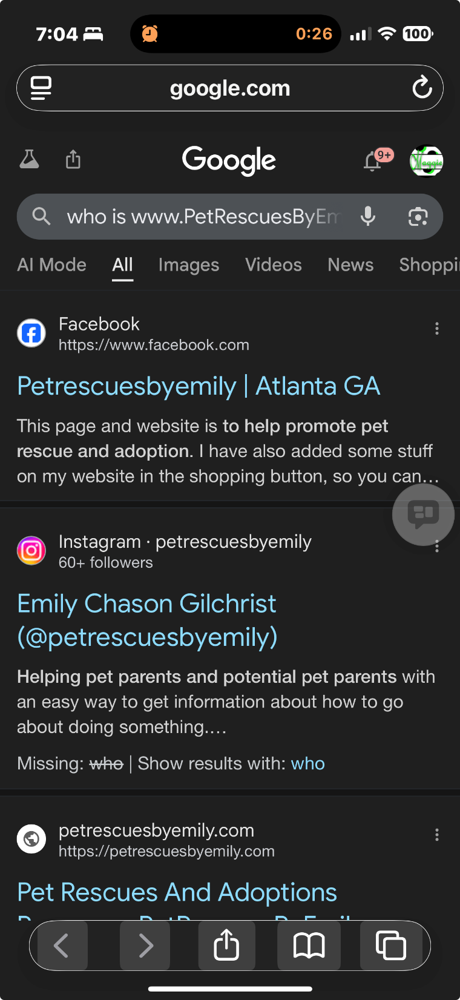 7:04
0:26
100
google.com
Google
9+
Maggie
who is www.PetRescuesByEm
AI Mode All Images Videos News Shoppi
Facebook
https://www.facebook.com
Petrescuesbyemily | Atlanta GA
This page and website is to help promote pet
rescue and adoption. I have also added some stuff
on my website in the shopping button, so you can...
Instagram · petrescuesbyemily
60+ followers
Emily Chason Gilchrist
(@petrescuesbyemily)
Helping pet parents and potential pet parents with
an easy way to get information about how to go
about doing something....
Missing: who | Show results with: who
petrescuesbyemily.com
https://petrescuesbyemily.com
Pet Rescues And Adoptions